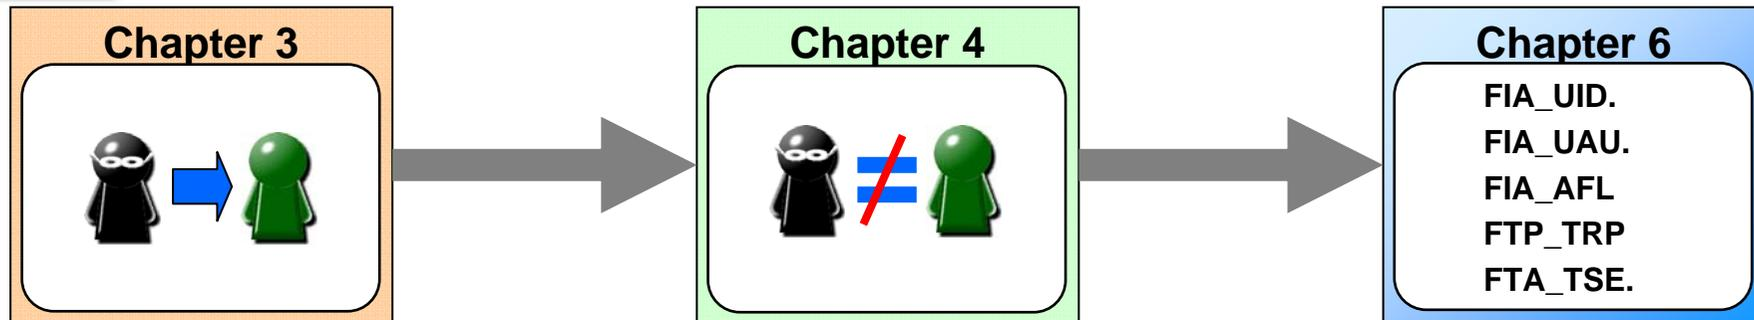 Chapter 3
Chapter 4
Chapter 6
FIA_UID.
FIA_UAU.
FIA_AFL
FTP_TRP
FTA_TSE.